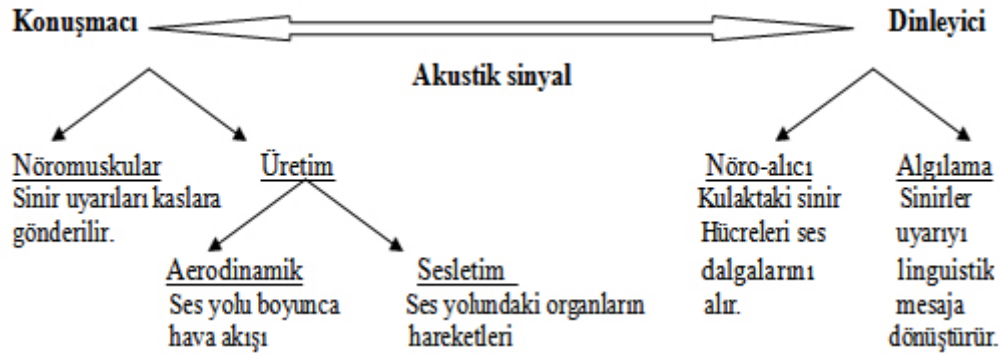 Konuşmacı
Dinleyici
Akustik sinyal
Nöromuskular
Sinir uyarıları kaslara
gönderilir.
Üretim
Aerodinamik
Ses yolu boyunca
hava akışı
Sesletim
Ses yolundaki organların
hareketleri
Nöro-alıcı
Kulaktaki sinir
Hücreleri ses
dalgalarını
alır.
Algılama
Sinirler
uyarıyı
linguistik
mesaja
dönüştürür.